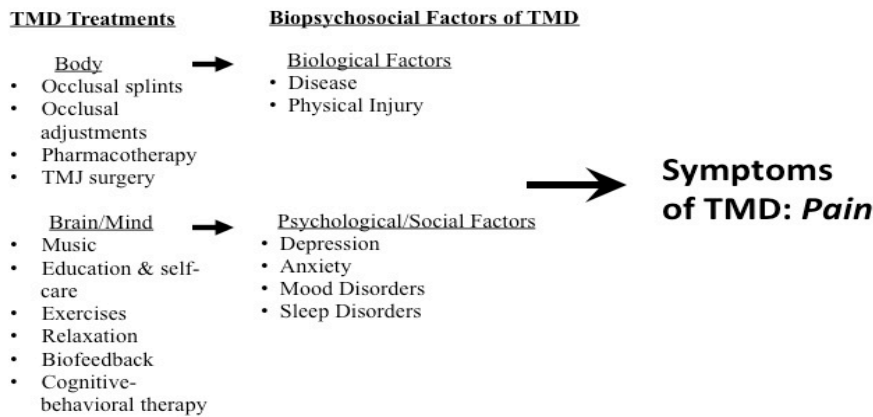 TMD Treatments
Body
• Occlusal splints
• Occlusal
adjustments
• Pharmacotherapy
• TMJ surgery
Brain/Mind
• Music
• Education & self-
care
• Exercises
• Relaxation
• Biofeedback
• Cognitive-
behavioral therapy
Biopsychosocial Factors of TMD
Biological Factors
• Disease
• Physical Injury
Psychological/Social Factors
• Depression
• Anxiety
• Mood Disorders
• Sleep Disorders
Symptoms
of TMD: Pain